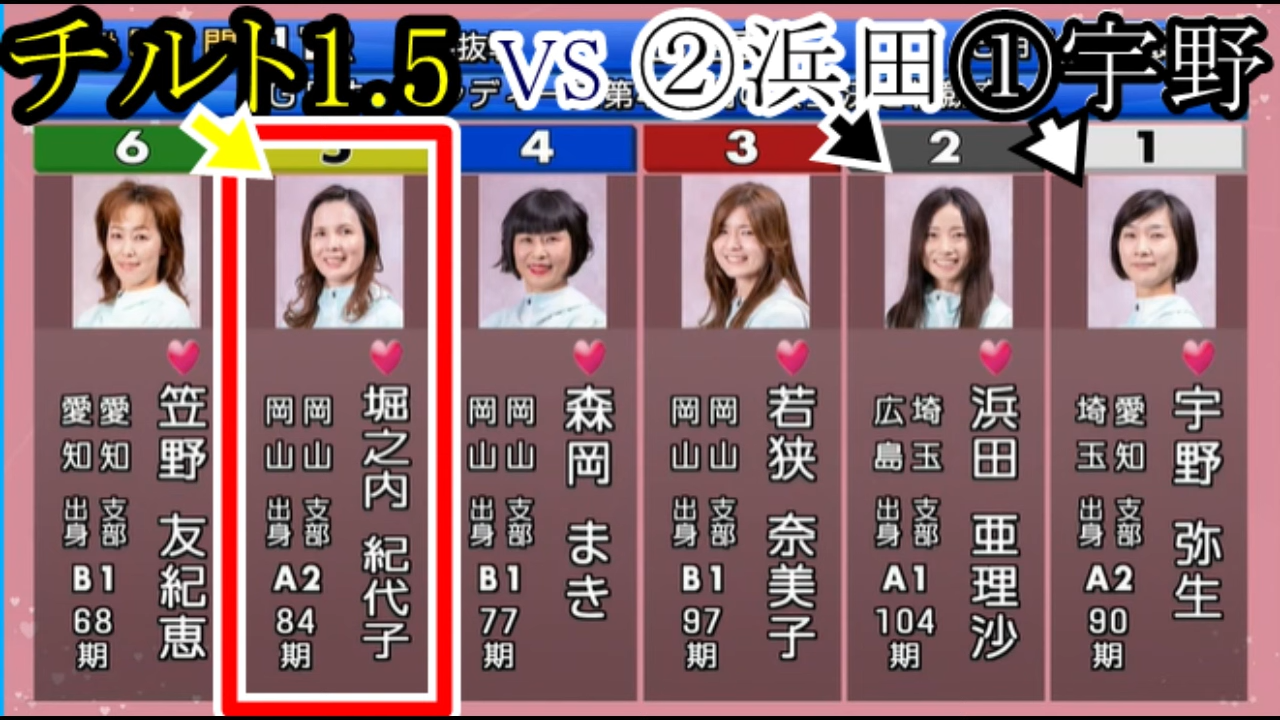 チルト1.5 VS ②浜田①宇野
6
愛知 出身
愛知 支部
B1
68期
笠野 友紀恵
5
岡山 出身
岡山 支部
A2
84期
堀之内 紀代子
4
岡山 出身
岡山 支部
B1
77期
森岡 まき
3
岡山 出身
岡山 支部
B1
97期
若狭 奈美子
2
広島 出身
埼玉 支部
A1
104期
浜田 亜理沙
1
埼玉 出身
愛知 支部
A2
90期
宇野 弥生